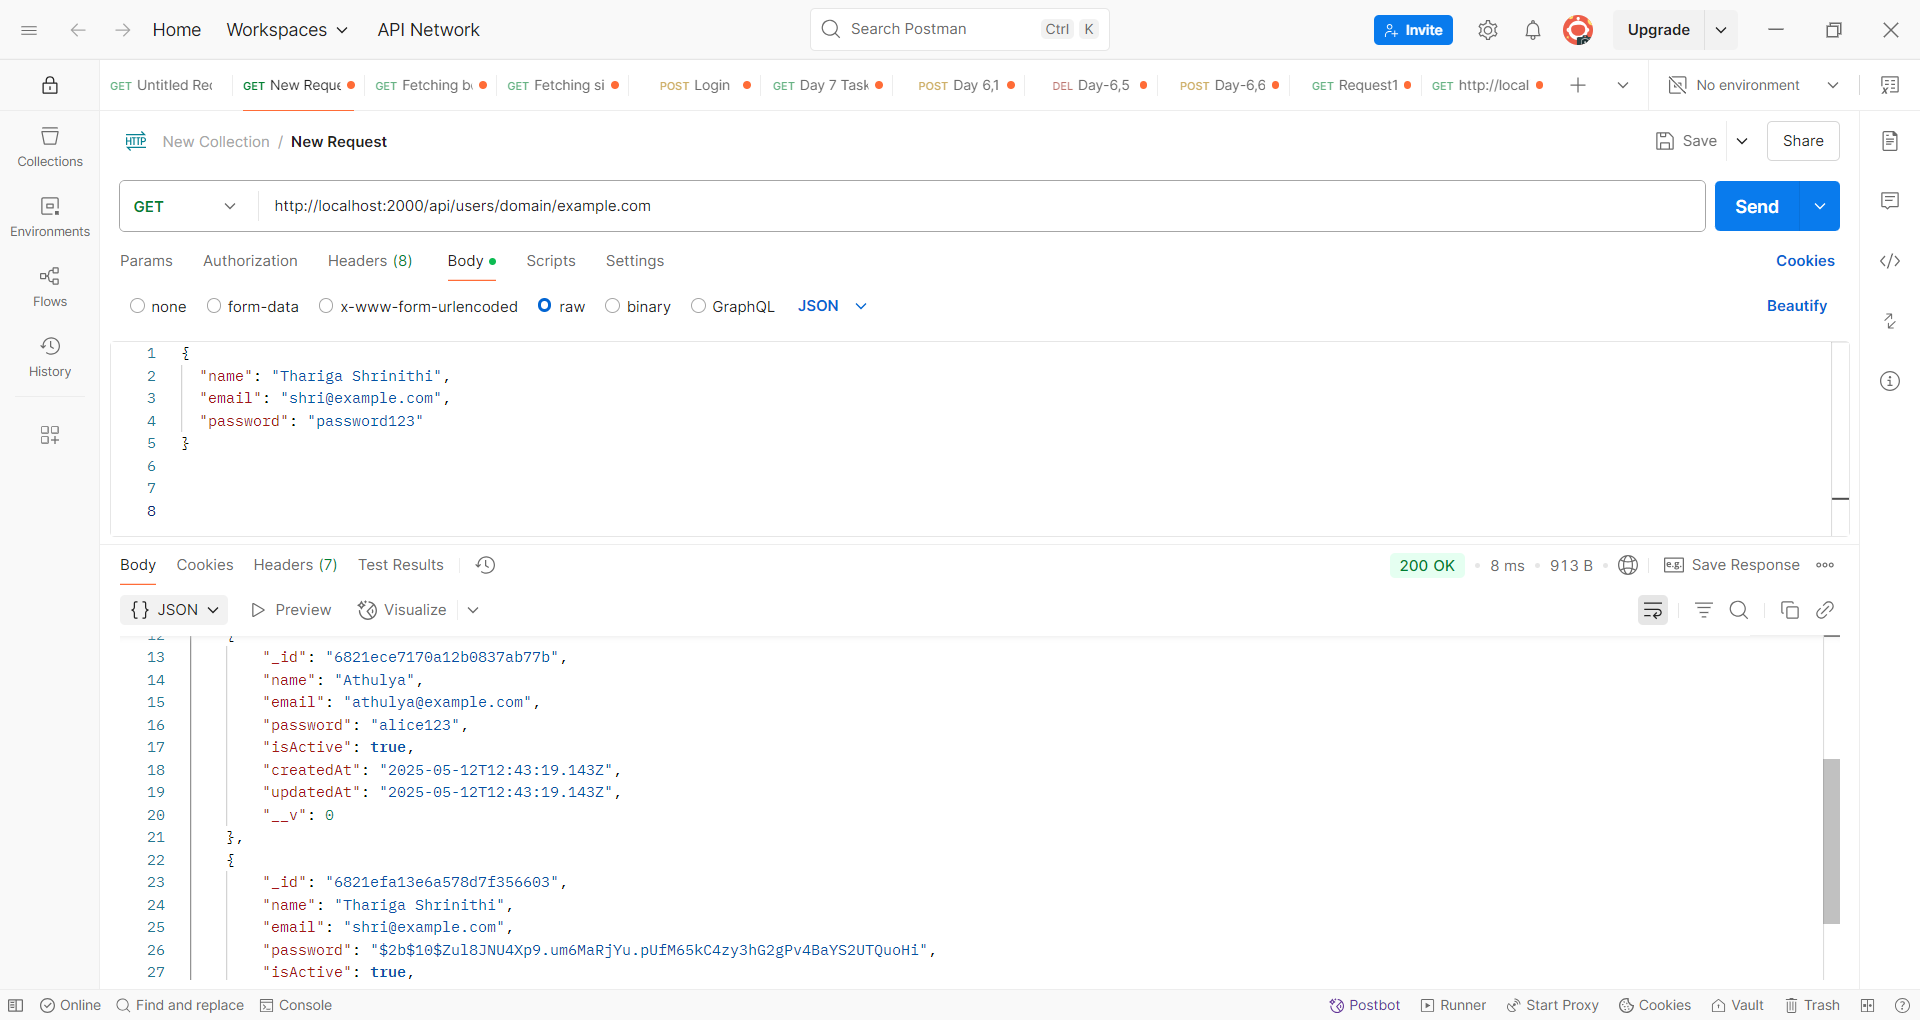 Home Workspaces API Network Search Postman Ctrl K Invite Upgrade
GET Untitled Rec GET New Reque GET Fetching b GET Fetching si POST Login GET Day 7 Task POST Day 6,1 DEL Day-6,5 POST Day-6,6 GET Request1 GET http://local No environment
Collections
Environments
Flows
History
HTTP New Collection / New Request Save Share
GET http://localhost:2000/api/users/domain/example.com Send
Params Authorization Headers (8) Body Scripts Settings Cookies
none form-data x-www-form-urlencoded raw binary GraphQL JSON Beautify
1 {
2 "name": "Thariga Shrinithi",
3 "email": "shri@example.com",
4 "password": "password123"
5 }
6
7
8
Body Cookies Headers (7) Test Results 200 OK 8 ms 913 B e.g. Save Response
{} JSON Preview Visualize
12 {
13 "_id": "6821ece7170a12b0837ab77b",
14 "name": "Athulya",
15 "email": "athulya@example.com",
16 "password": "alice123",
17 "isActive": true,
18 "createdAt": "2025-05-12T12:43:19.143Z",
19 "updatedAt": "2025-05-12T12:43:19.143Z",
20 "__v": 0
21 },
22 {
23 "_id": "6821efa13e6a578d7f356603",
24 "name": "Thariga Shrinithi",
25 "email": "shri@example.com",
26 "password": "$2b$10$Zul8JNU4Xp9.um6MaRjYu.pUfM65kC4zy3hG2gPv4BaYS2UTQuoHi",
27 "isActive": true,
Online Find and replace Console Postbot Runner Start Proxy Cookies Vault Trash